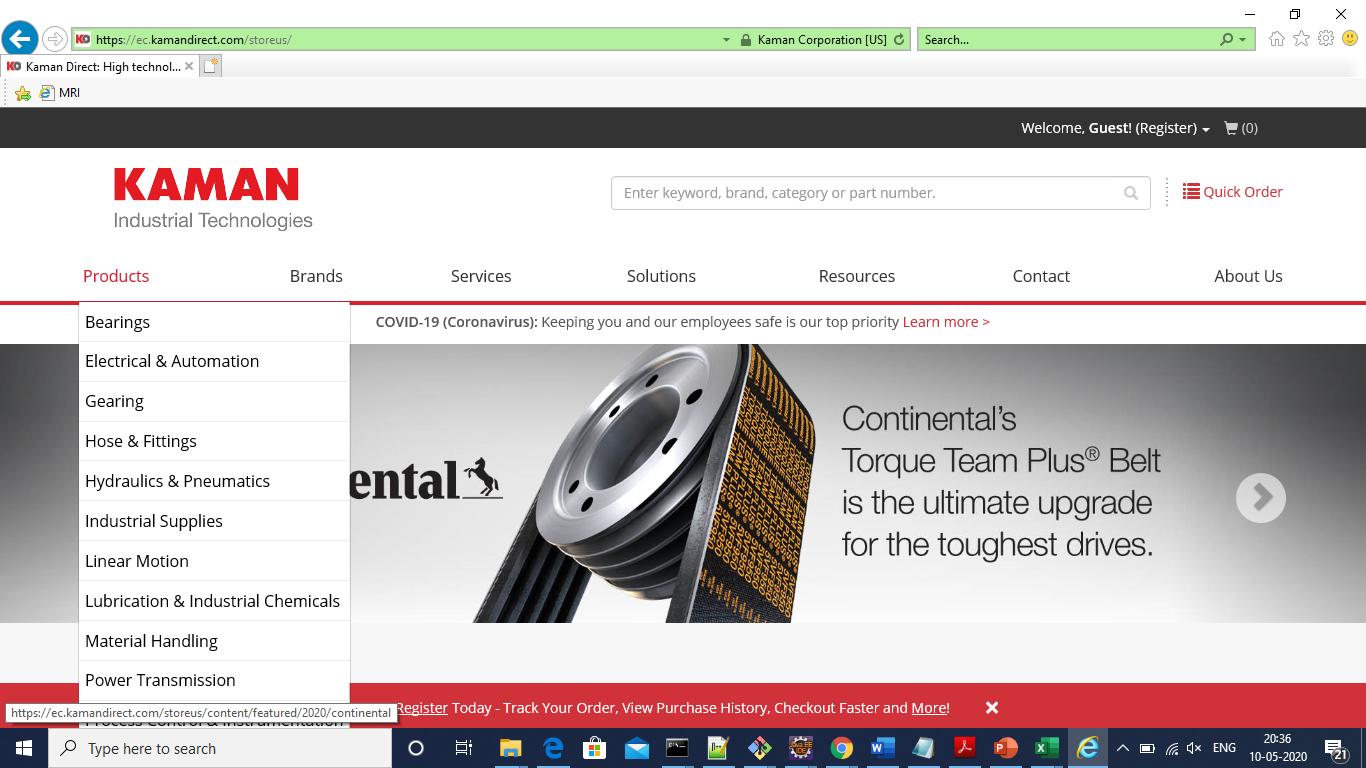 https://ec.kamandirect.com/storeus/
Kaman Corporation [US]
Search...
KD Kaman Direct: High technol...
MRI
Welcome, Guest! (Register)
(0)
KAMAN
Industrial Technologies
Enter keyword, brand, category or part number.
Quick Order
Products Brands Services Solutions Resources Contact About Us
Bearings
Electrical & Automation
Gearing
Hose & Fittings
Hydraulics & Pneumatics
Industrial Supplies
Linear Motion
Lubrication & Industrial Chemicals
Material Handling
Power Transmission
COVID-19 (Coronavirus): Keeping you and our employees safe is our top priority Learn more >
ental
Continental's
Torque Team Plus® Belt
is the ultimate upgrade
for the toughest drives.
https://ec.kamandirect.com/storeus/content/featured/2020/continental
Register Today - Track Your Order, View Purchase History, Checkout Faster and More!
Type here to search
ENG
20:36
10-05-2020
21